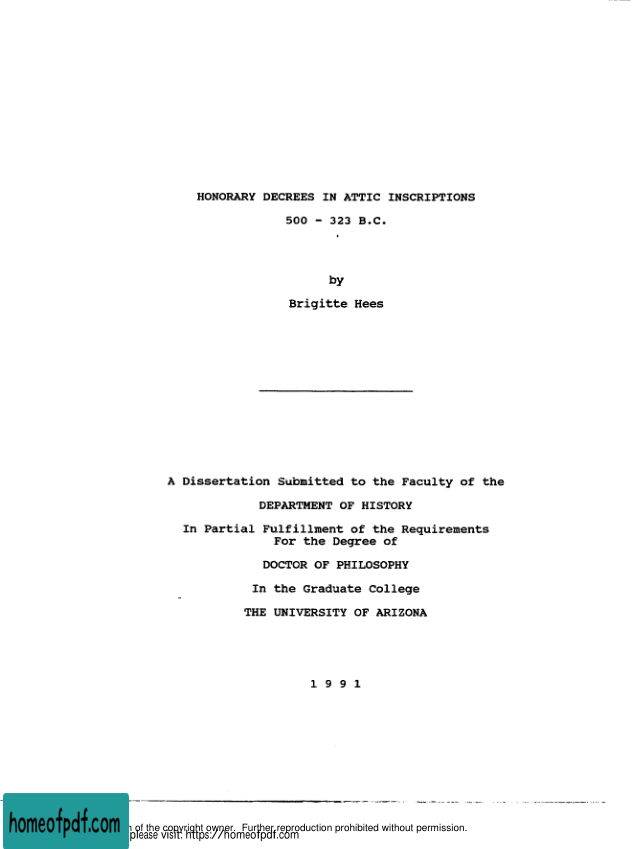 HONORARY DECREES IN ATTIC INSCRIPTIONS
500 - 323 B.C.
by
Brigitte Hees
A Dissertation Submitted to the Faculty of the
DEPARTMENT OF HISTORY
In Partial Fulfillment of the Requirements
For the Degree of
DOCTOR OF PHILOSOPHY
In the Graduate College
THE UNIVERSITY OF ARIZONA
1 9 9 1
homeofpdf.com
of the copyright owner. Further reproduction prohibited without permission.
please visit: https://homeofpdf.com